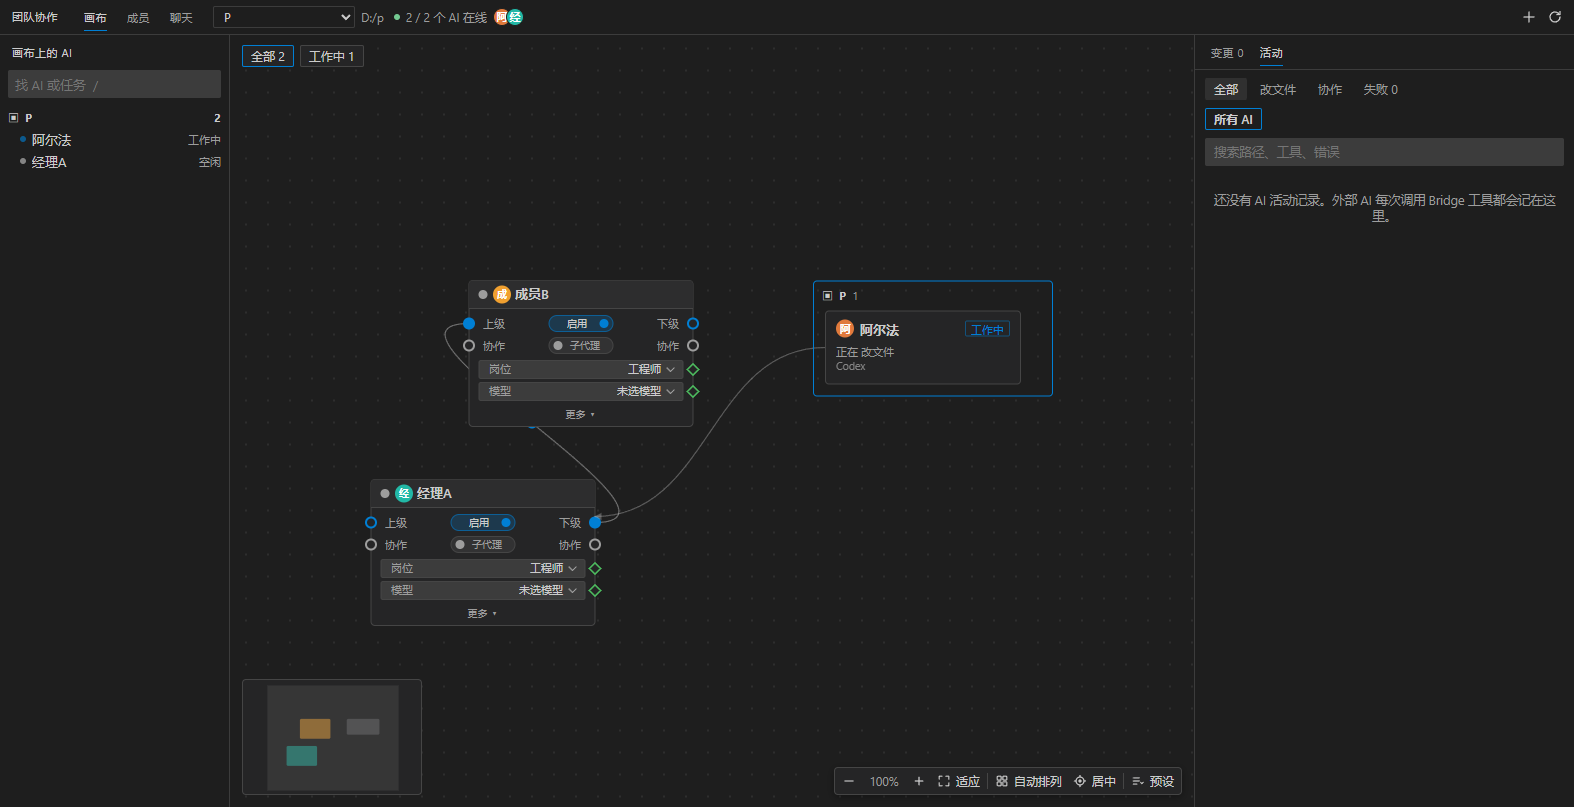 团队协作 画布 成员 聊天 P D:/p 2 / 2 个 AI 在线 阿 经
画布上的 AI
找 AI 或任务 /
P 2
阿尔法 工作中
经理A 空闲
全部 2 工作中 1
成 成员B
上级 启用 下级
协作 子代理 协作
岗位 工程师
模型 未选模型
更多
P 1
阿 阿尔法 工作中
正在 改文件
Codex
经 经理A
上级 启用 下级
协作 子代理 协作
岗位 工程师
模型 未选模型
更多
100% 适应 自动排列 居中 预设
变更 0 活动
全部 改文件 协作 失败 0
所有 AI
搜索路径、工具、错误
还没有 AI 活动记录。外部 AI 每次调用 Bridge 工具都会记在这
里。